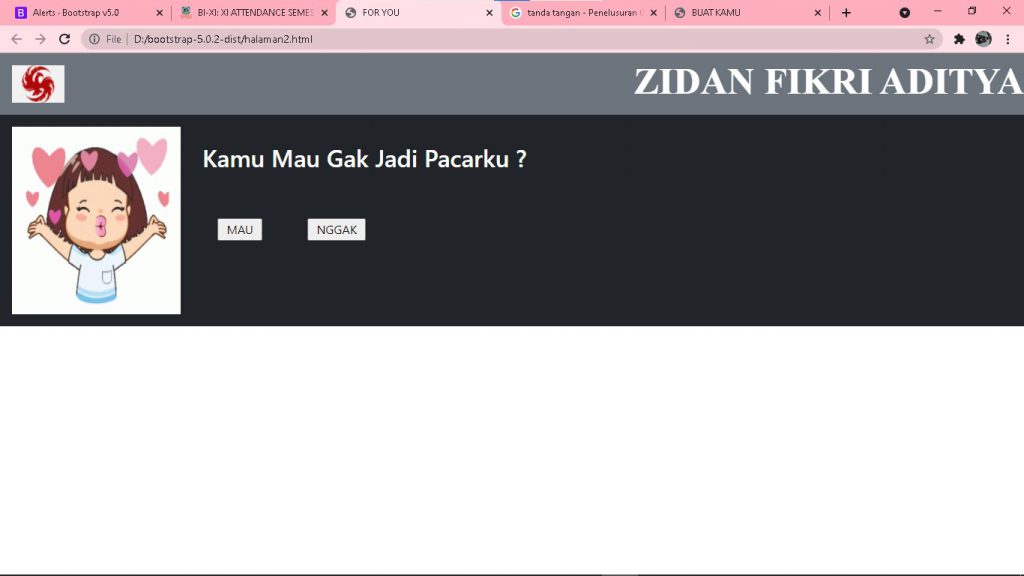 Alerts · Bootstrap v5.0
BI-XI: XI ATTENDANCE SEMES
FOR YOU
tanda tangan - Penelusuran G
BUAT KAMU
File | D:/bootstrap-5.0.2-dist/halaman2.html
ZIDAN FIKRI ADITYA
Kamu Mau Gak Jadi Pacarku ?
MAU NGGAK